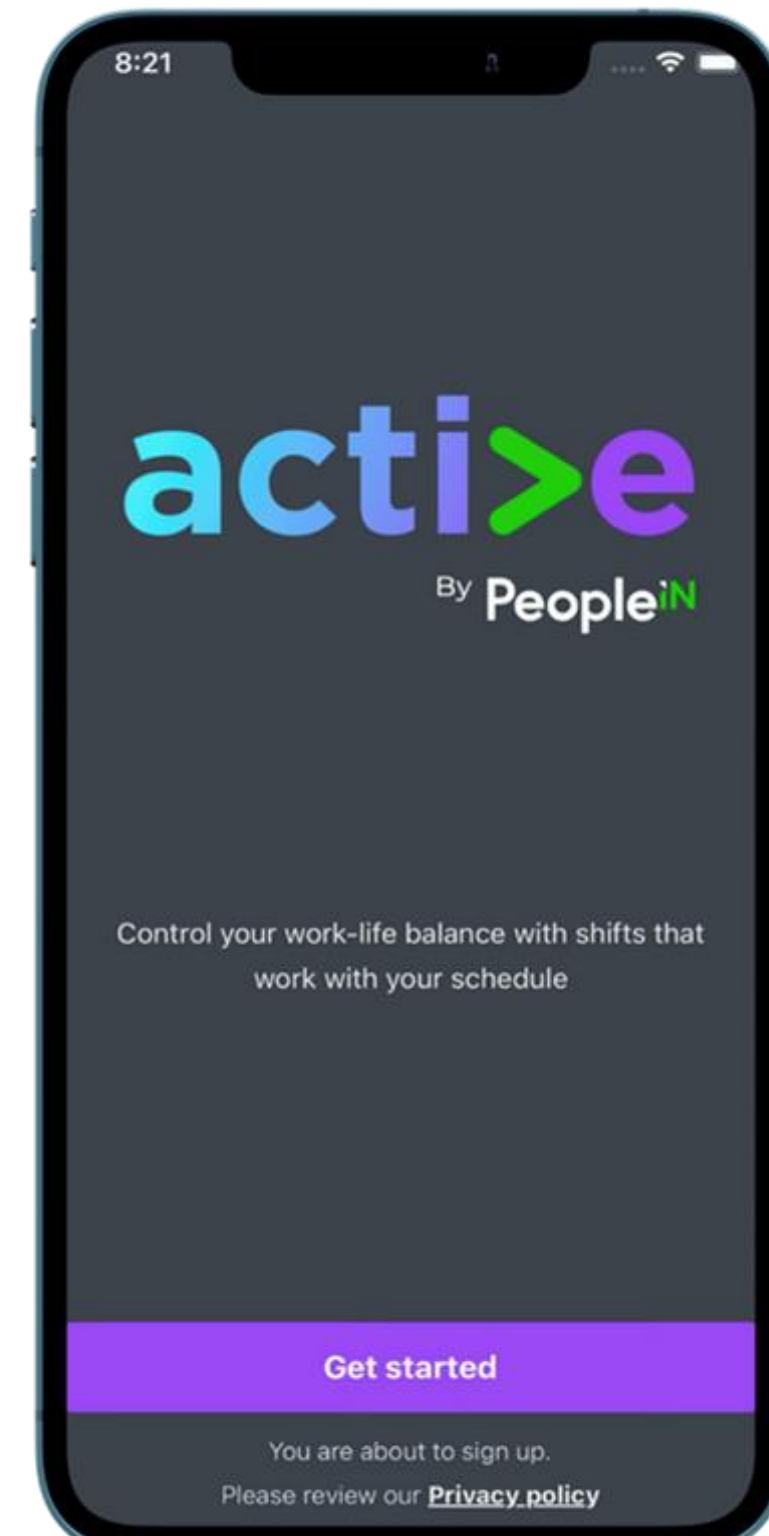 8:21
acti>e
By PeopleiN
Control your work-life balance with shifts that
work with your schedule
Get started
You are about to sign up.
Please review our Privacy policy